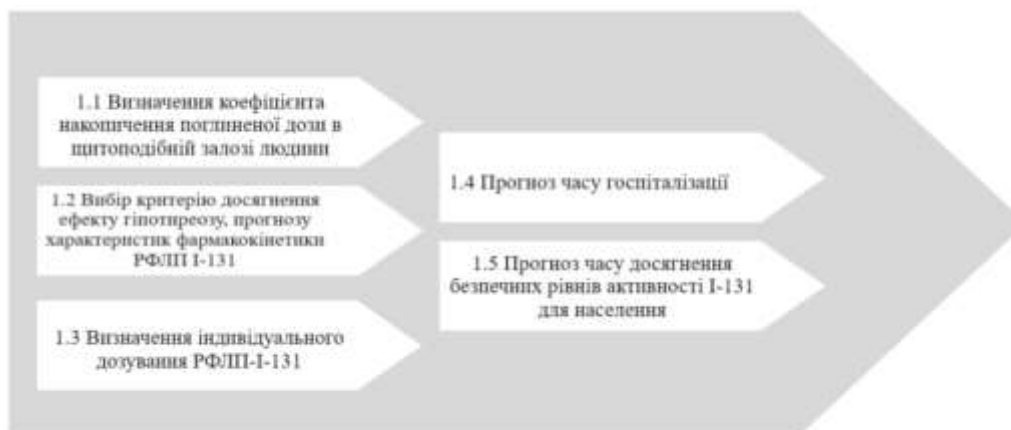 1.1 Визначення коефіцієнта
накопичення поглиненої дози в
щитоподібній залозі людини
1.2 Вибір критерію досягнення
ефекту гіпотиреозу, прогнозу
характеристик фармакокінетики
РФЛП І-131
1.3 Визначення індивідуального
дозування РФЛП-І-131
1.4 Прогноз часу госпіталізації
1.5 Прогноз часу досягнення
безпечних рівнів активності І-131
для населення